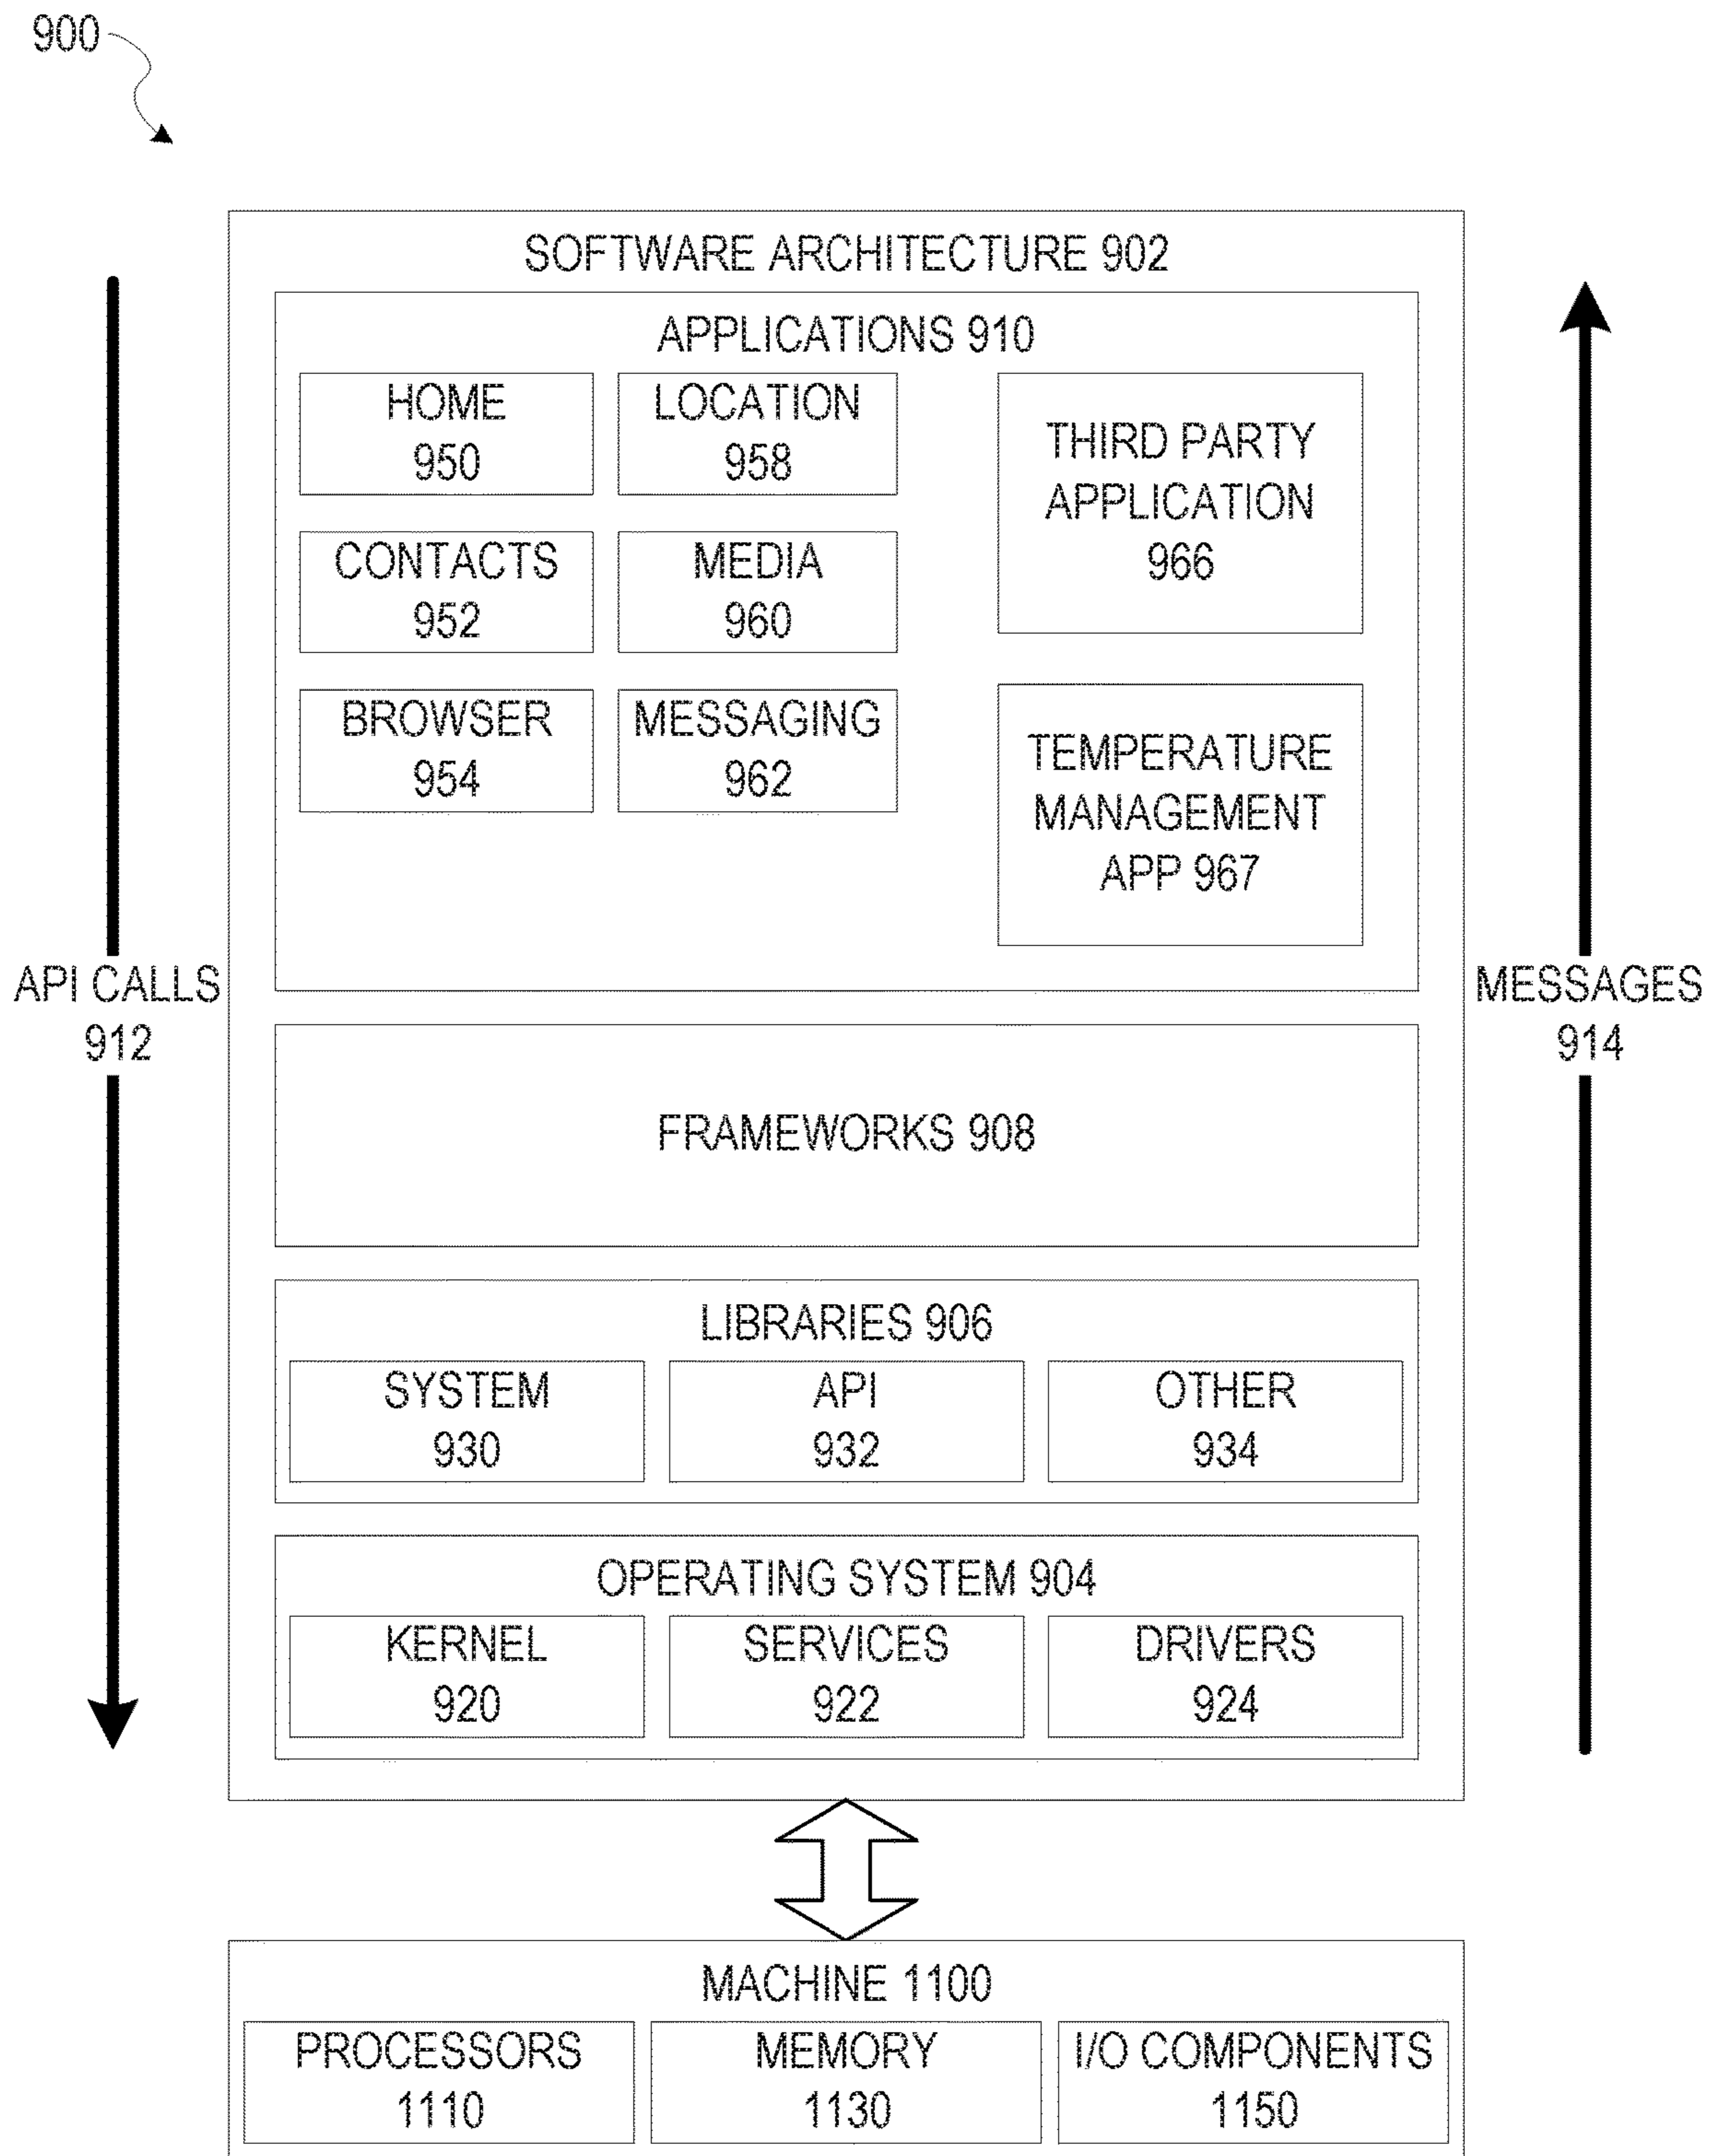 900
SOFTWARE ARCHITECTURE 902
APPLICATIONS 910
HOME
950
LOCATION
958
THIRD PARTY
APPLICATION
966
CONTACTS
952
MEDIA
960
BROWSER
954
MESSAGING
962
TEMPERATURE
MANAGEMENT
APP 967
API CALLS
912
MESSAGES
914
FRAMEWORKS 908
LIBRARIES 906
SYSTEM
930
API
932
OTHER
934
OPERATING SYSTEM 904
KERNEL
920
SERVICES
922
DRIVERS
924
MACHINE 1100
PROCESSORS
1110
MEMORY
1130
I/O COMPONENTS
1150